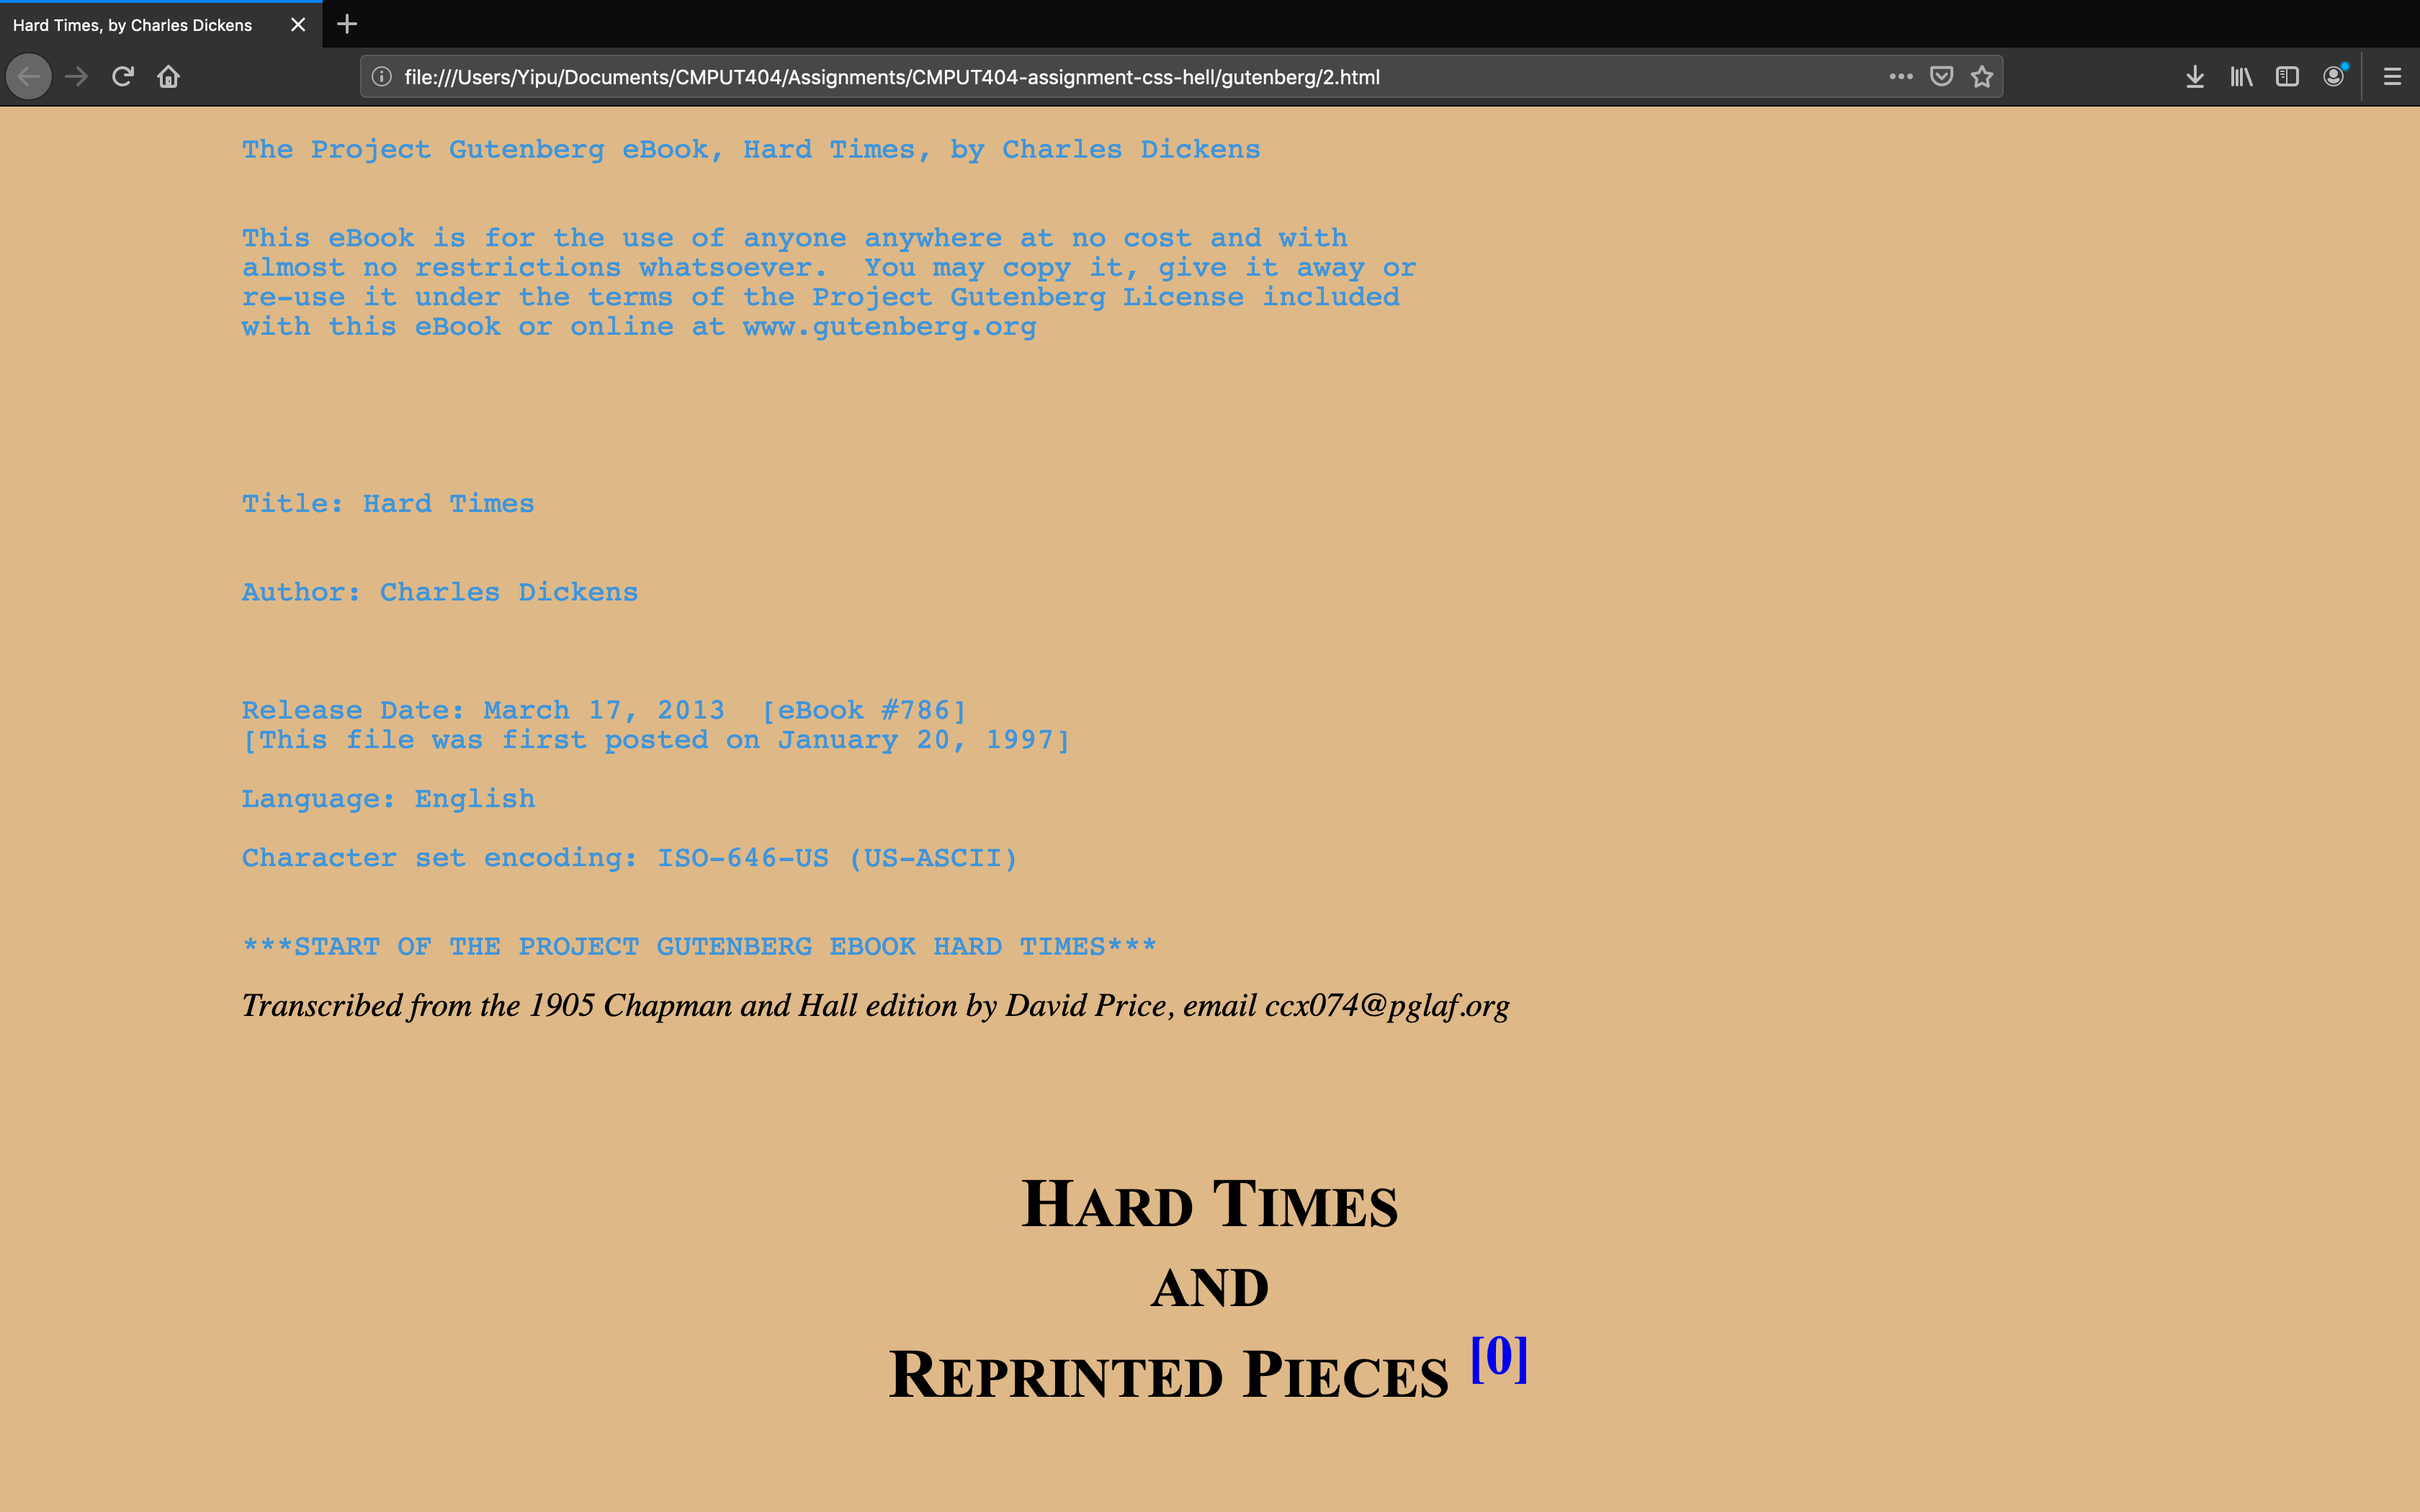 Hard Times, by Charles Dickens
file:///Users/Yipu/Documents/CMPUT404/Assignments/CMPUT404-assignment-css-hell/gutenberg/2.html
The Project Gutenberg eBook, Hard Times, by Charles Dickens
This eBook is for the use of anyone anywhere at no cost and with
almost no restrictions whatsoever.  You may copy it, give it away or
re-use it under the terms of the Project Gutenberg License included
with this eBook or online at www.gutenberg.org
Title: Hard Times
Author: Charles Dickens
Release Date: March 17, 2013  [eBook #786]
[This file was first posted on January 20, 1997]
Language: English
Character set encoding: ISO-646-US (US-ASCII)
***START OF THE PROJECT GUTENBERG EBOOK HARD TIMES***
Transcribed from the 1905 Chapman and Hall edition by David Price, email ccx074@pglaf.org
Hard Times
and
Reprinted Pieces [0]